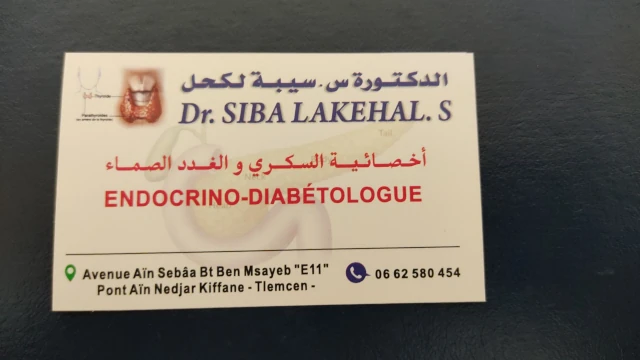 الدكتورة س. سيبة لكحل
Dr. SIBA LAKEHAL. S
أخصائية السكري و الغدد الصماء
ENDOCRINO-DIABÉTOLOGUE
Avenue Aïn Sebâa Bt Ben Msayeb "E11"
Pont Aïn Nedjar Kiffane - Tlemcen -
06 62 580 454